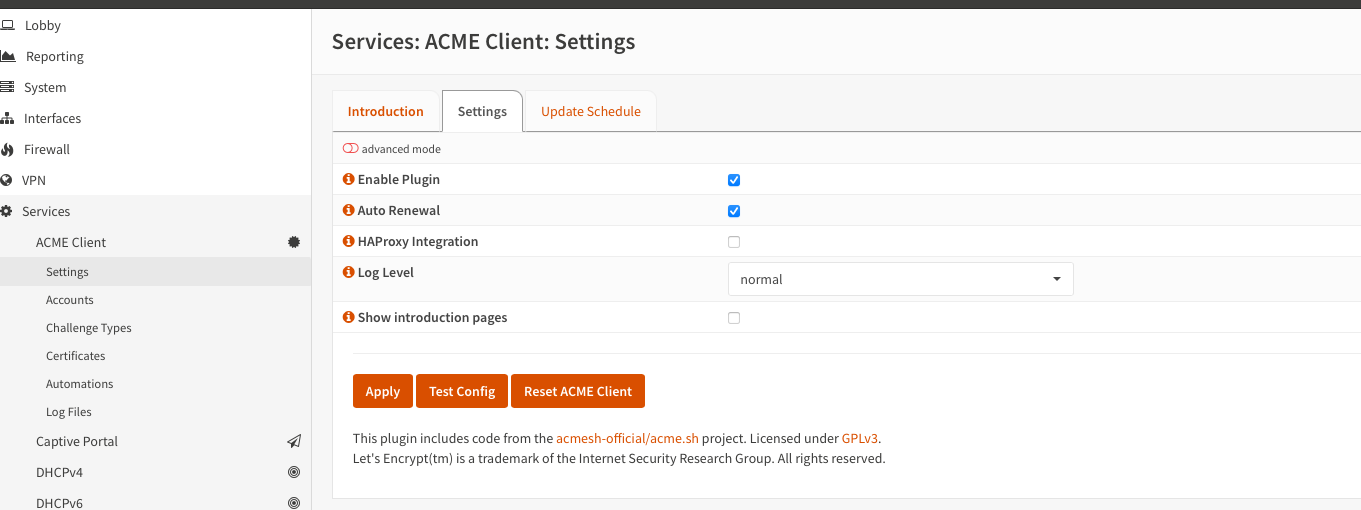 Lobby
Reporting
System
Interfaces
Firewall
VPN
Services
ACME Client
Settings
Accounts
Challenge Types
Certificates
Automations
Log Files
Captive Portal
DHCPv4
DHCPv6
Services: ACME Client: Settings
Introduction Settings Update Schedule
advanced mode
Enable Plugin
Auto Renewal
HAProxy Integration
Log Level normal
Show introduction pages
Apply Test Config Reset ACME Client
This plugin includes code from the acmesh-official/acme.sh project. Licensed under GPLv3.
Let's Encrypt(tm) is a trademark of the Internet Security Research Group. All rights reserved.